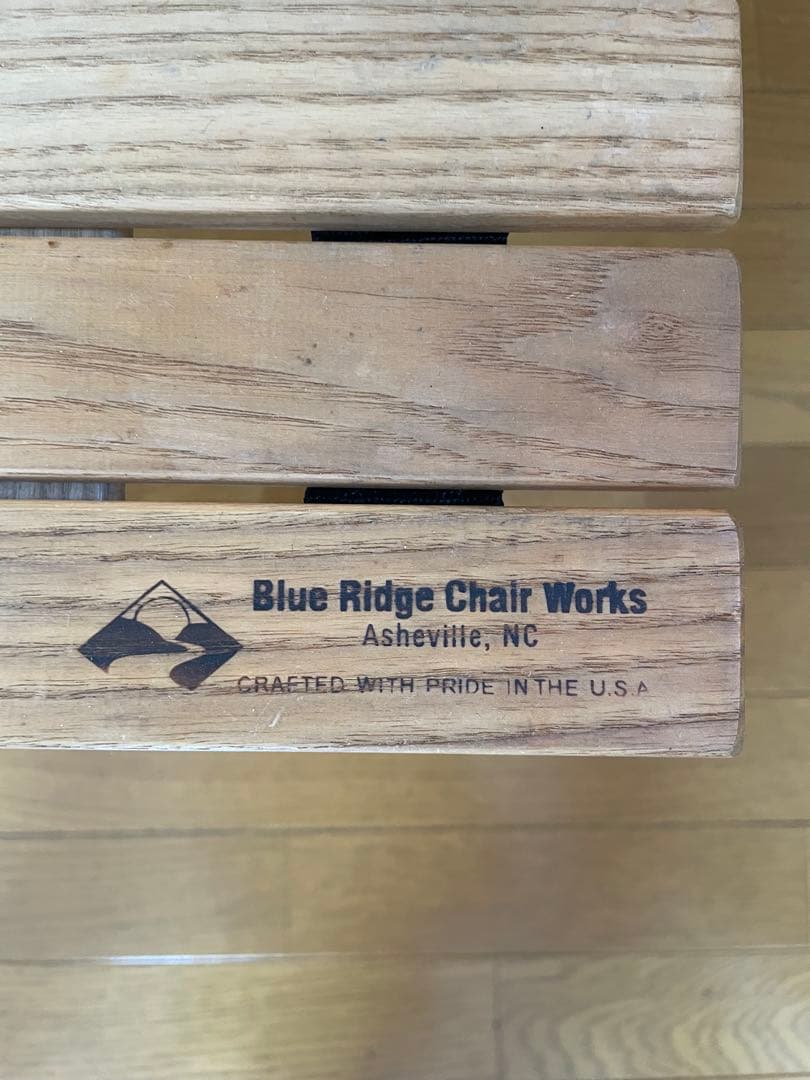 Blue Ridge Chair Works
Asheville, NC
CRAFTED WITH PRIDE IN THE U.S.A